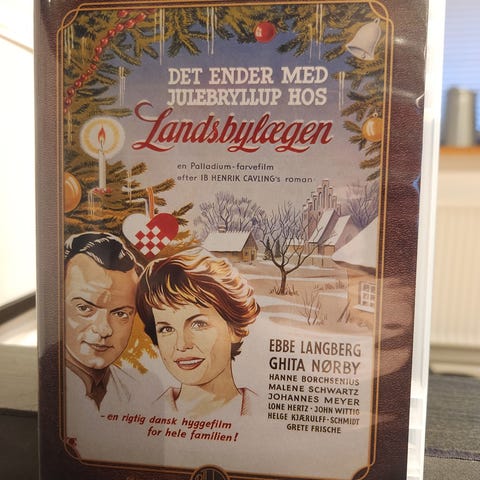 DET ENDER MED
JULEBRYLLUP HOS
Landsbylægen
en Palladium-farvefilm
efter IB HENRIK CAVLING's roman
EBBE LANGBERG
GHITA NØRBY
HANNE BORCHSENIUS
MALENE SCHWARTZ
JOHANNES MEYER
LONE HERTZ · JOHN WITTIG
HELGE KJÆRULFF-SCHMIDT
GRETE FRISCHE
- en rigtig dansk hyggefilm
for hele familien!